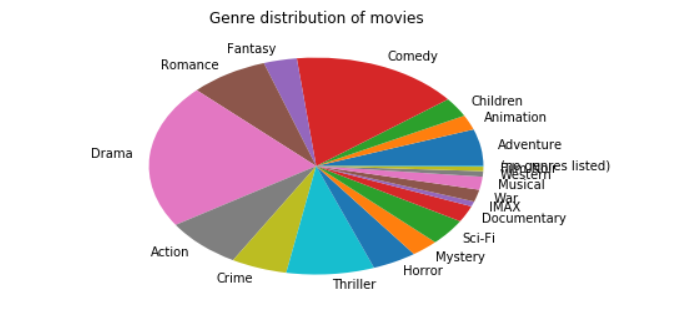 Genre distribution of movies
Fantasy
Comedy
Romance
Children
Animation
Adventure
Drama
(no genres listed)
Western
Musical
War
IMAX
Documentary
Sci-Fi
Action
Mystery
Horror
Crime
Thriller